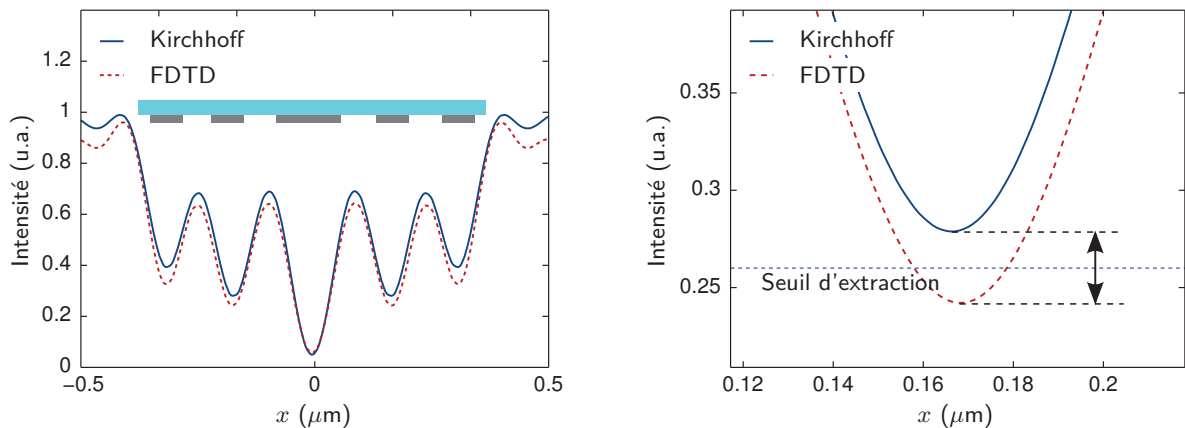 Kirchhoff
FDTD
1.2
1
0.8
0.6
0.4
0.2
0
Intensité (u.a.)
−0.5 0 0.5
x (μm)
Kirchhoff
FDTD
0.35
0.3
0.25
Intensité (u.a.)
Seuil d'extraction
0.12 0.14 0.16 0.18 0.2
x (μm)